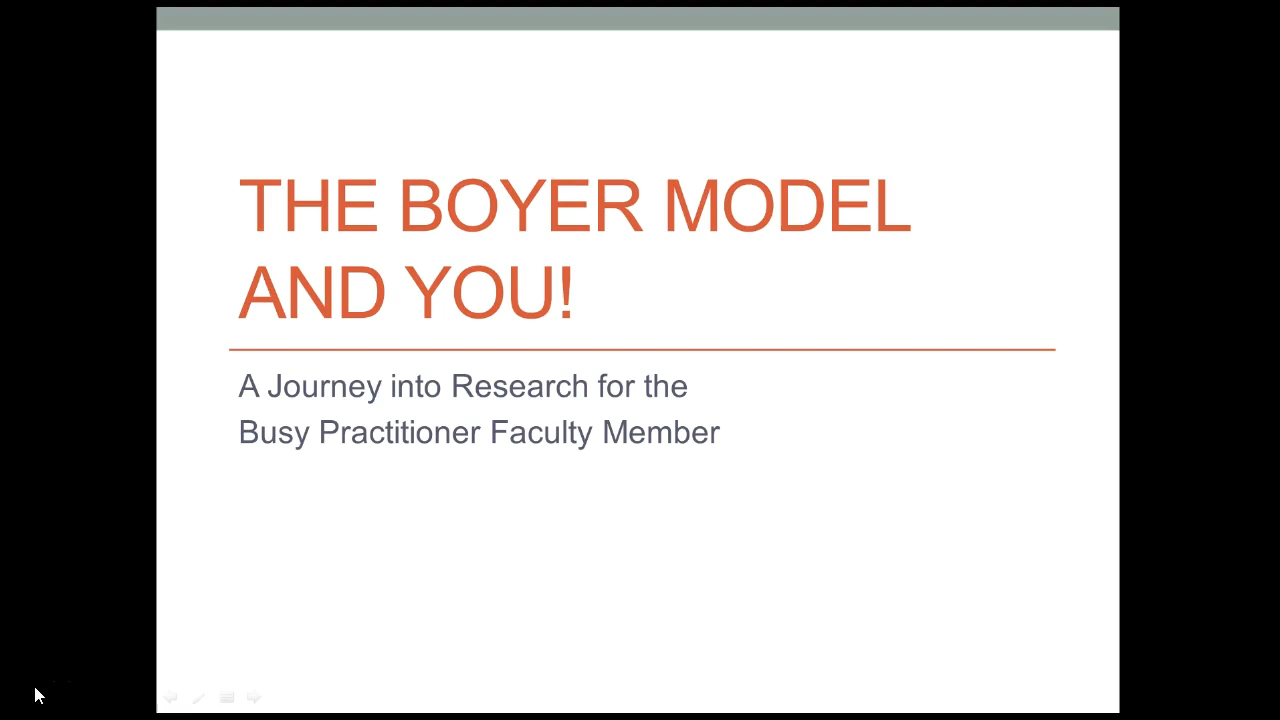 THE BOYER MODEL
AND YOU!
A Journey into Research for the
Busy Practitioner Faculty Member